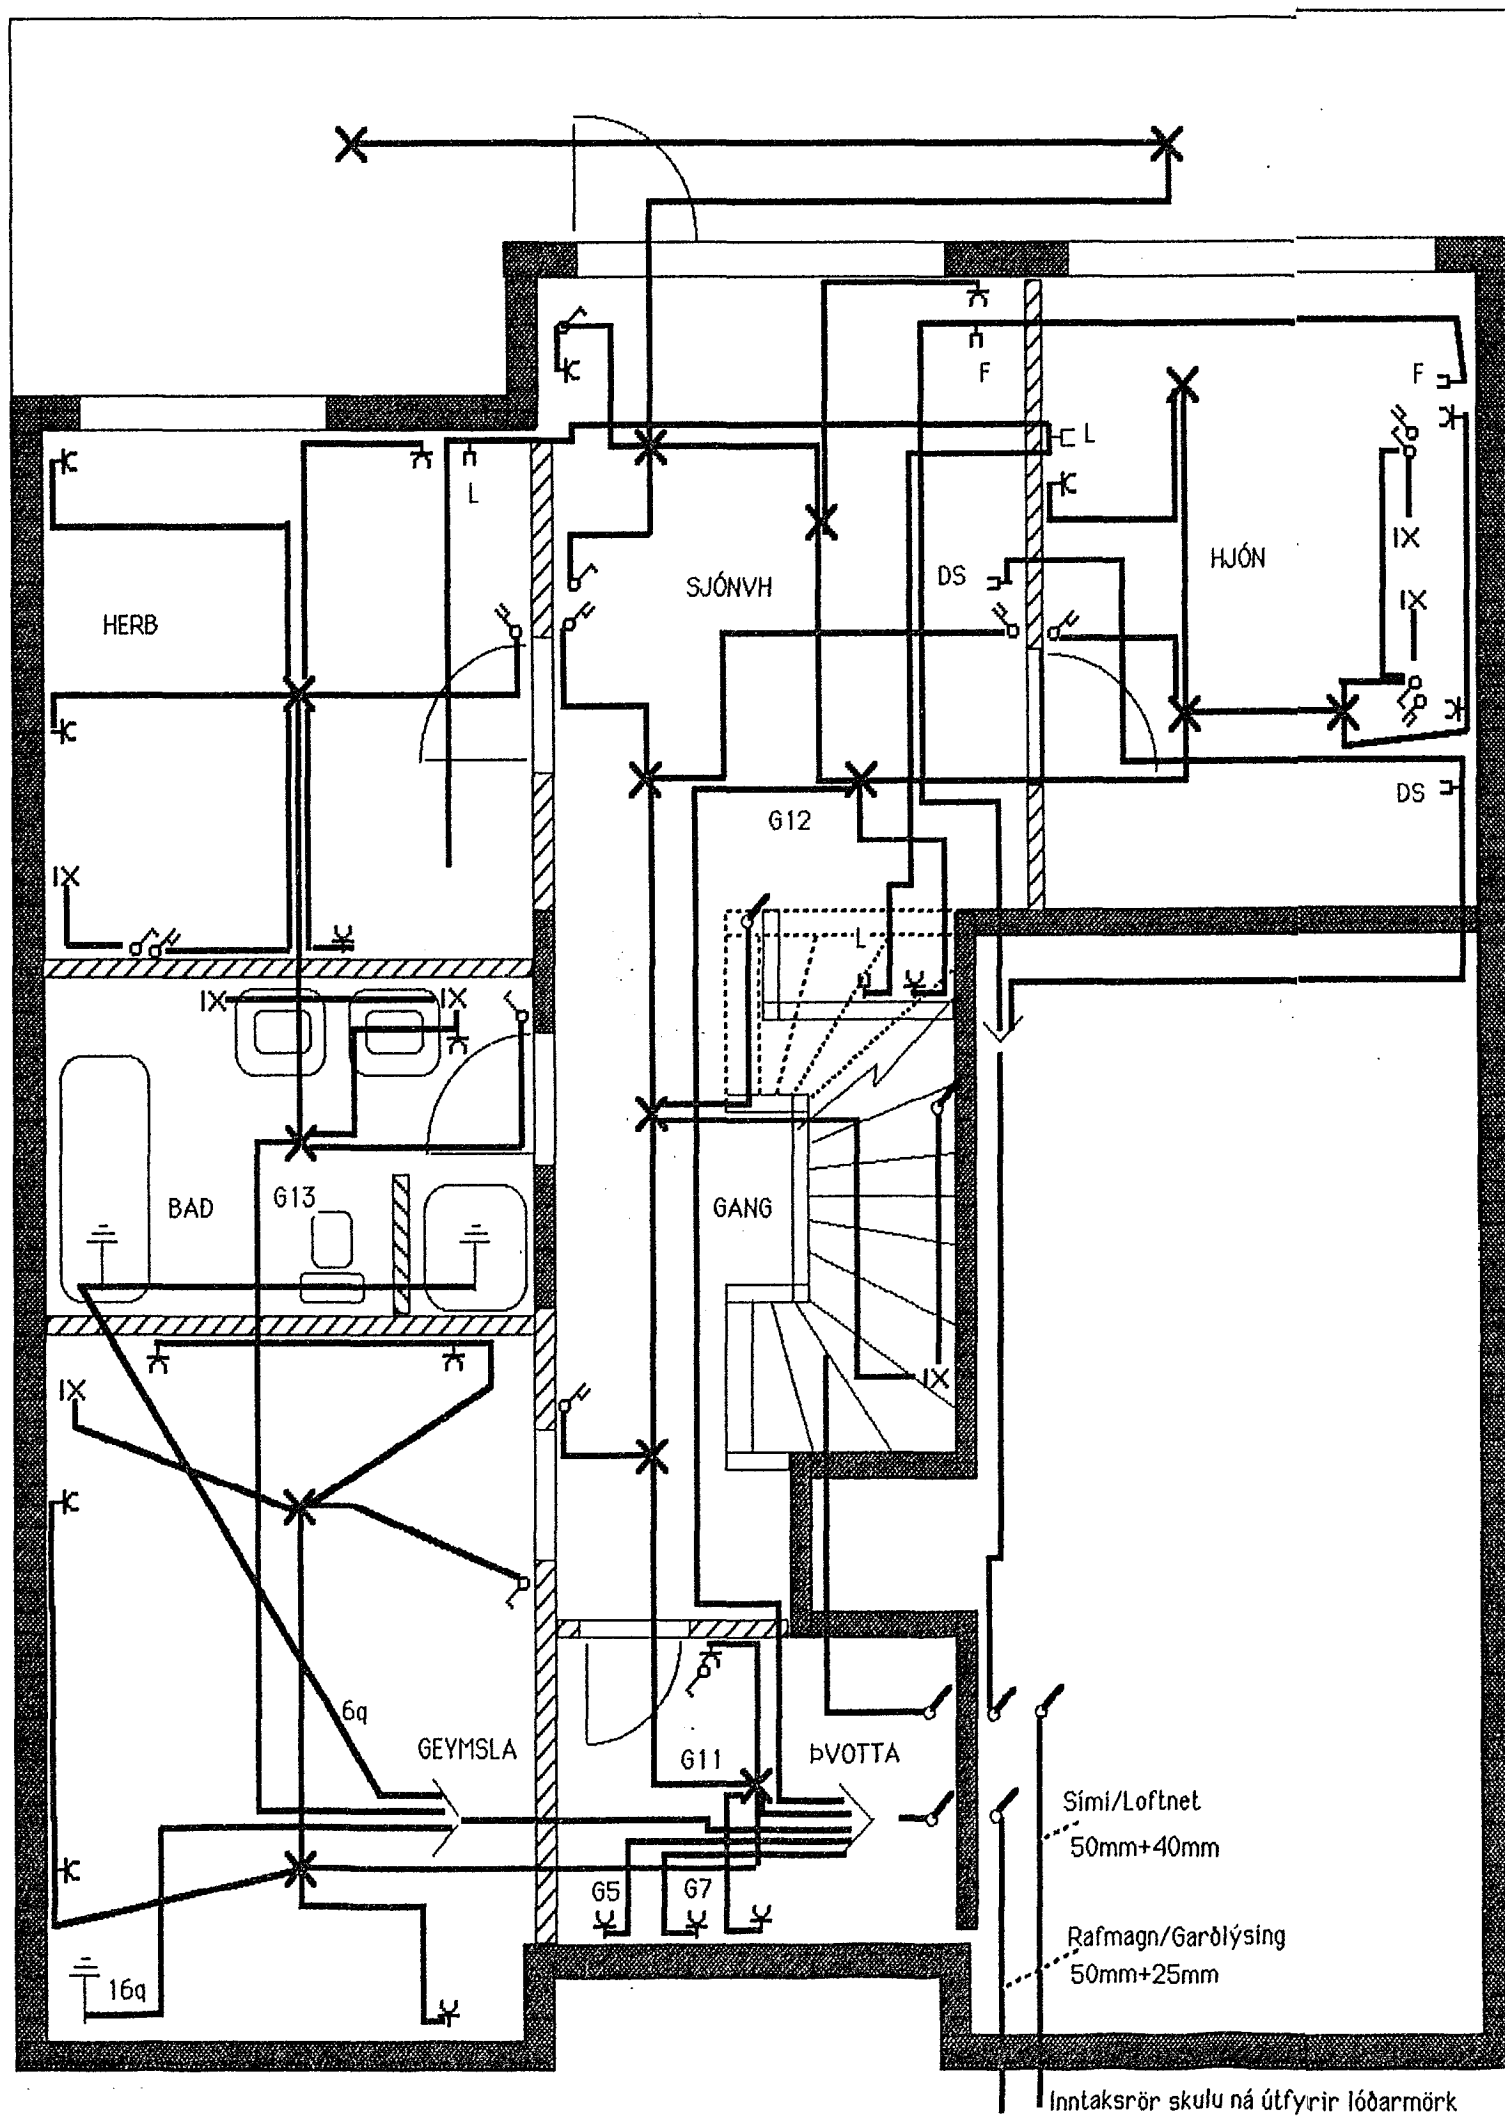 F
F
L
L
IX
DS
SJÓNVH
HJÓN
HERB
IX
DS
G12
IX
L
IX
IX
BAD
G13
GANG
IX
IX
6q
GEYMSLA
G11
ÞVOTTA
Sími/Loftnet
50mm+40mm
G5
G7
Rafmagn/Garðlýsing
50mm+25mm
16q
Inntaksrör skulu ná útfyrir lóðarmörk